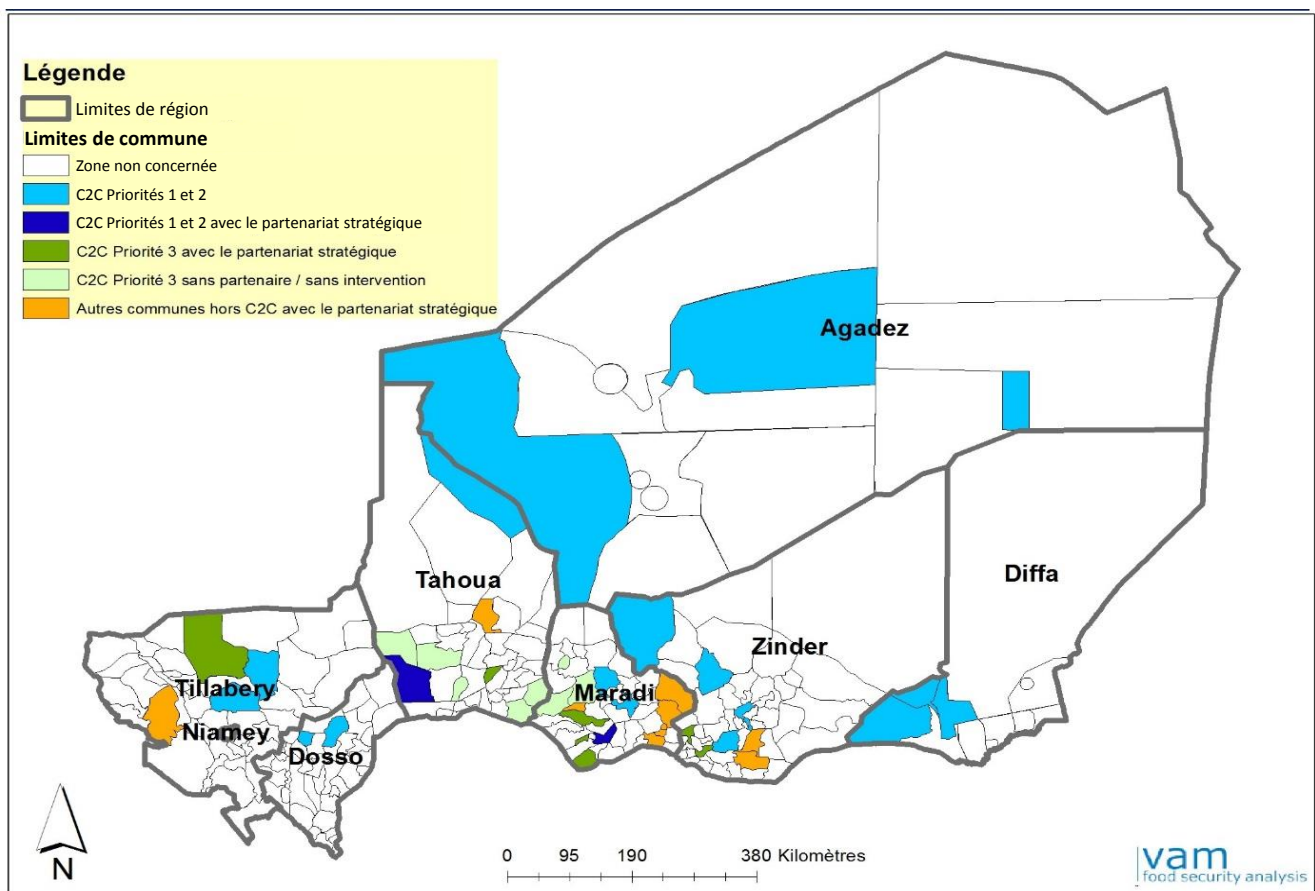 Légende
Limites de région
Limites de commune
Zone non concernée
C2C Priorités 1 et 2
C2C Priorités 1 et 2 avec le partenariat stratégique
C2C Priorité 3 avec le partenariat stratégique
C2C Priorité 3 sans partenaire / sans intervention
Autres communes hors C2C avec le partenariat stratégique
Agadez
Diffa
Tahoua
Zinder
Tillabery
Maradi
Niamey
Dosso
N
0 95 190 380 Kilomètres
vam
food security analysis